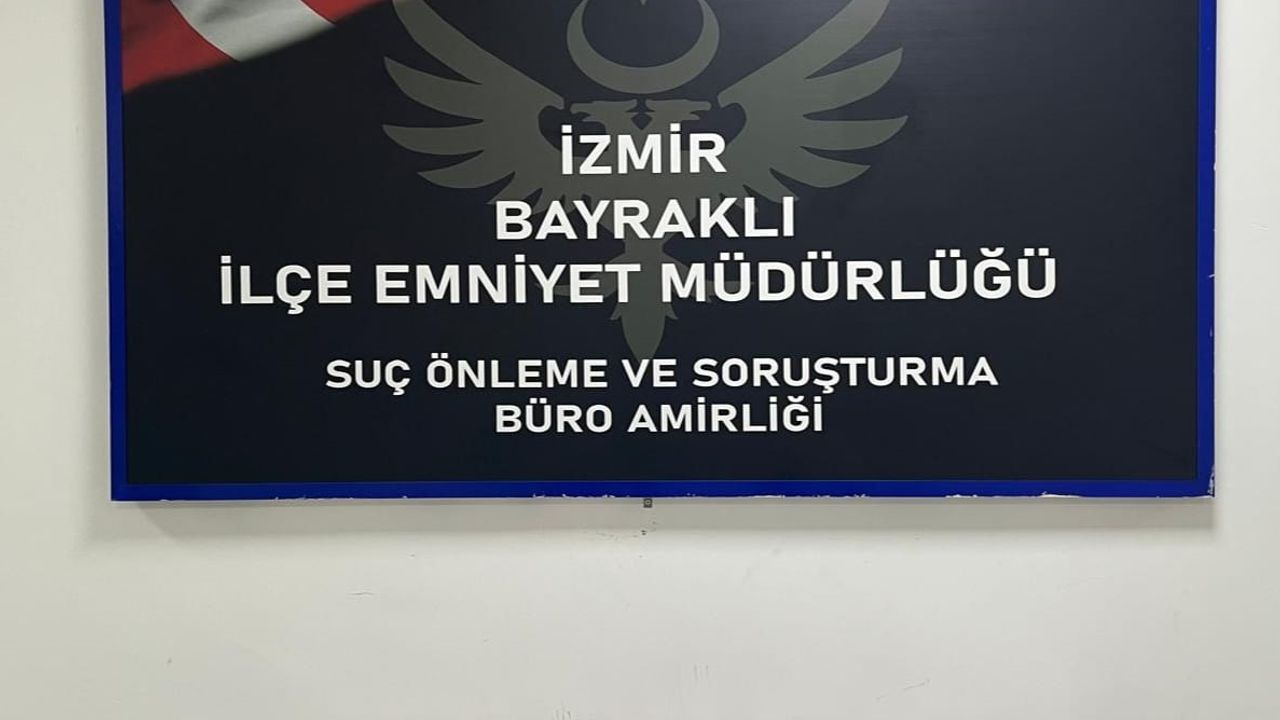 İZMİR
BAYRAKLI
İLÇE EMNİYET MÜDÜRLÜĞÜ
SUÇ ÖNLEME VE SORUŞTURMA
BÜRO AMİRLİĞİ